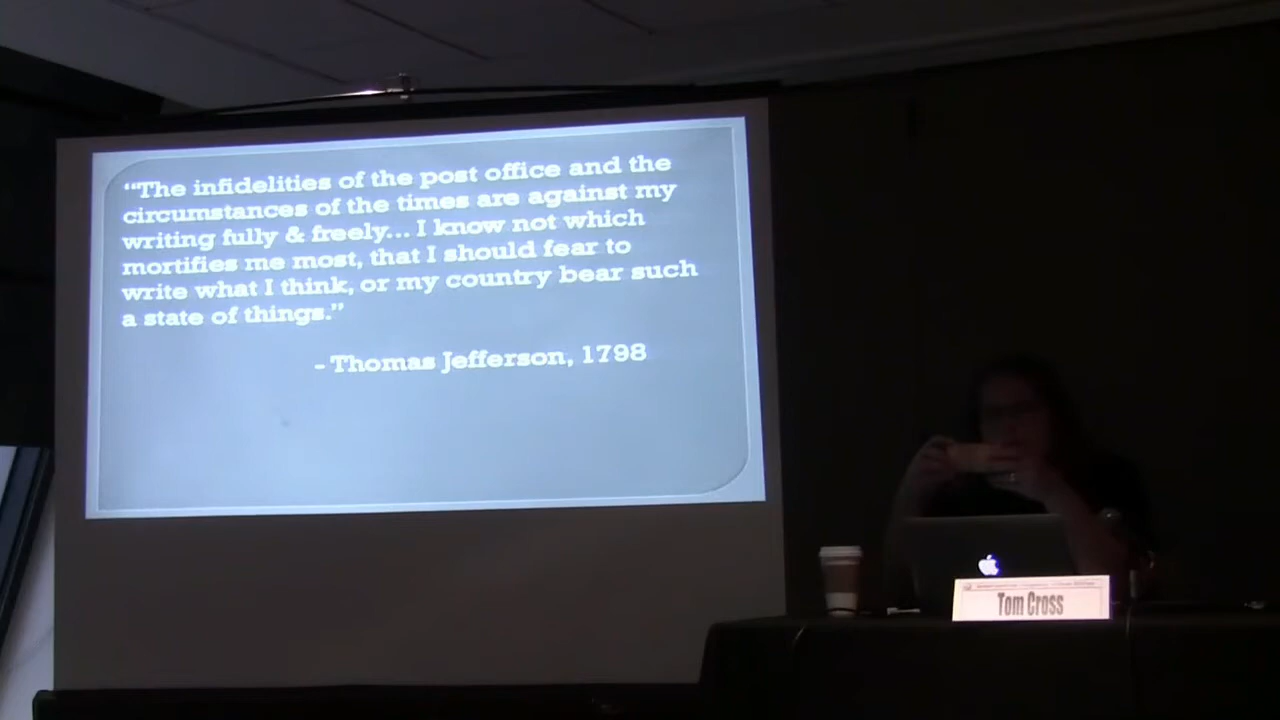 “The infidelities of the post office and the
circumstances of the times are against my
writing fully & freely... I know not which
mortifies me most, that I should fear to
write what I think, or my country bear such
a state of things.”
- Thomas Jefferson, 1798
Tom Cross